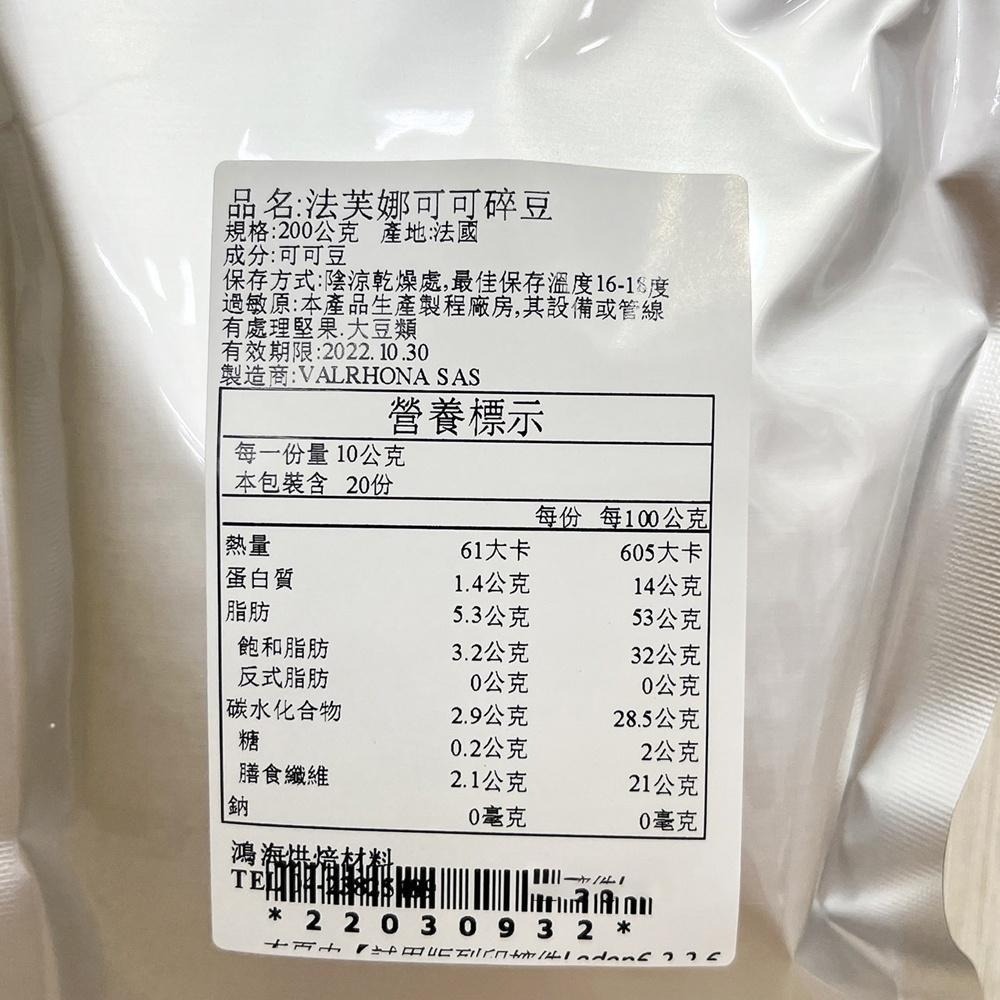 品名:法芙娜可可碎豆
規格:200公克 產地:法國
成分:可可豆
保存方式:陰涼乾燥處,最佳保存溫度16-18度
過敏原:本產品生產製程廠房,其設備或管線
有處理堅果.大豆類
有效期限:2022.10.30
製造商:VALRHONA SAS
營養標示
每一份量 10公克
本包裝含 20份
每份 每100公克
熱量 61大卡 605大卡
蛋白質 1.4公克 14公克
脂肪 5.3公克 53公克
飽和脂肪 3.2公克 32公克
反式脂肪 0公克 0公克
碳水化合物 2.9公克 28.5公克
糖 0.2公克 2公克
膳食纖維 2.1公克 21公克
鈉 0毫克 0毫克
鴻海烘焙材料
*22030932*